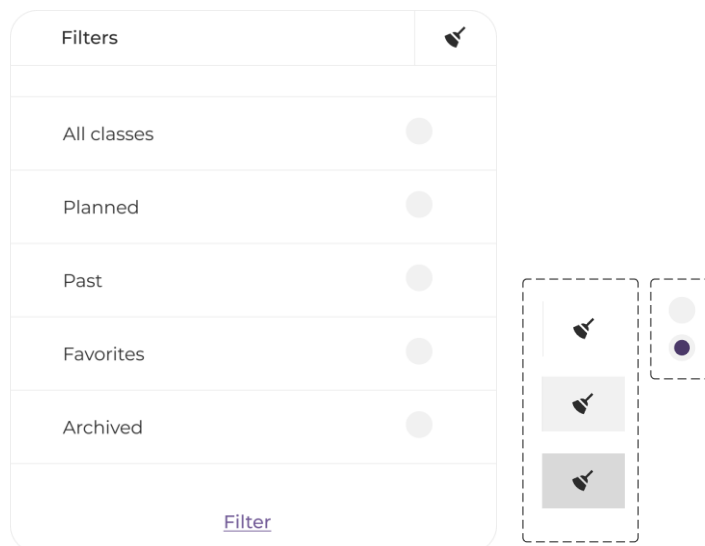 Filters
All classes
Planned
Past
Favorites
Archived
Filter